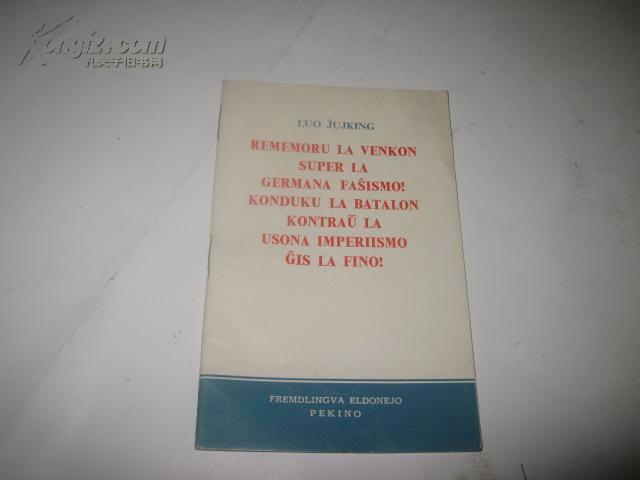 Kongfz.com
孔夫子旧书网
LUO ĴUJKING
REMEMORU LA VENKON
SUPER LA
GERMANA FAŜISMO!
KONDUKU LA BATALON
KONTRAŬ LA
USONA IMPERIISMO
ĜIS LA FINO!
FREMDLINGVA ELDONEJO
PEKINO